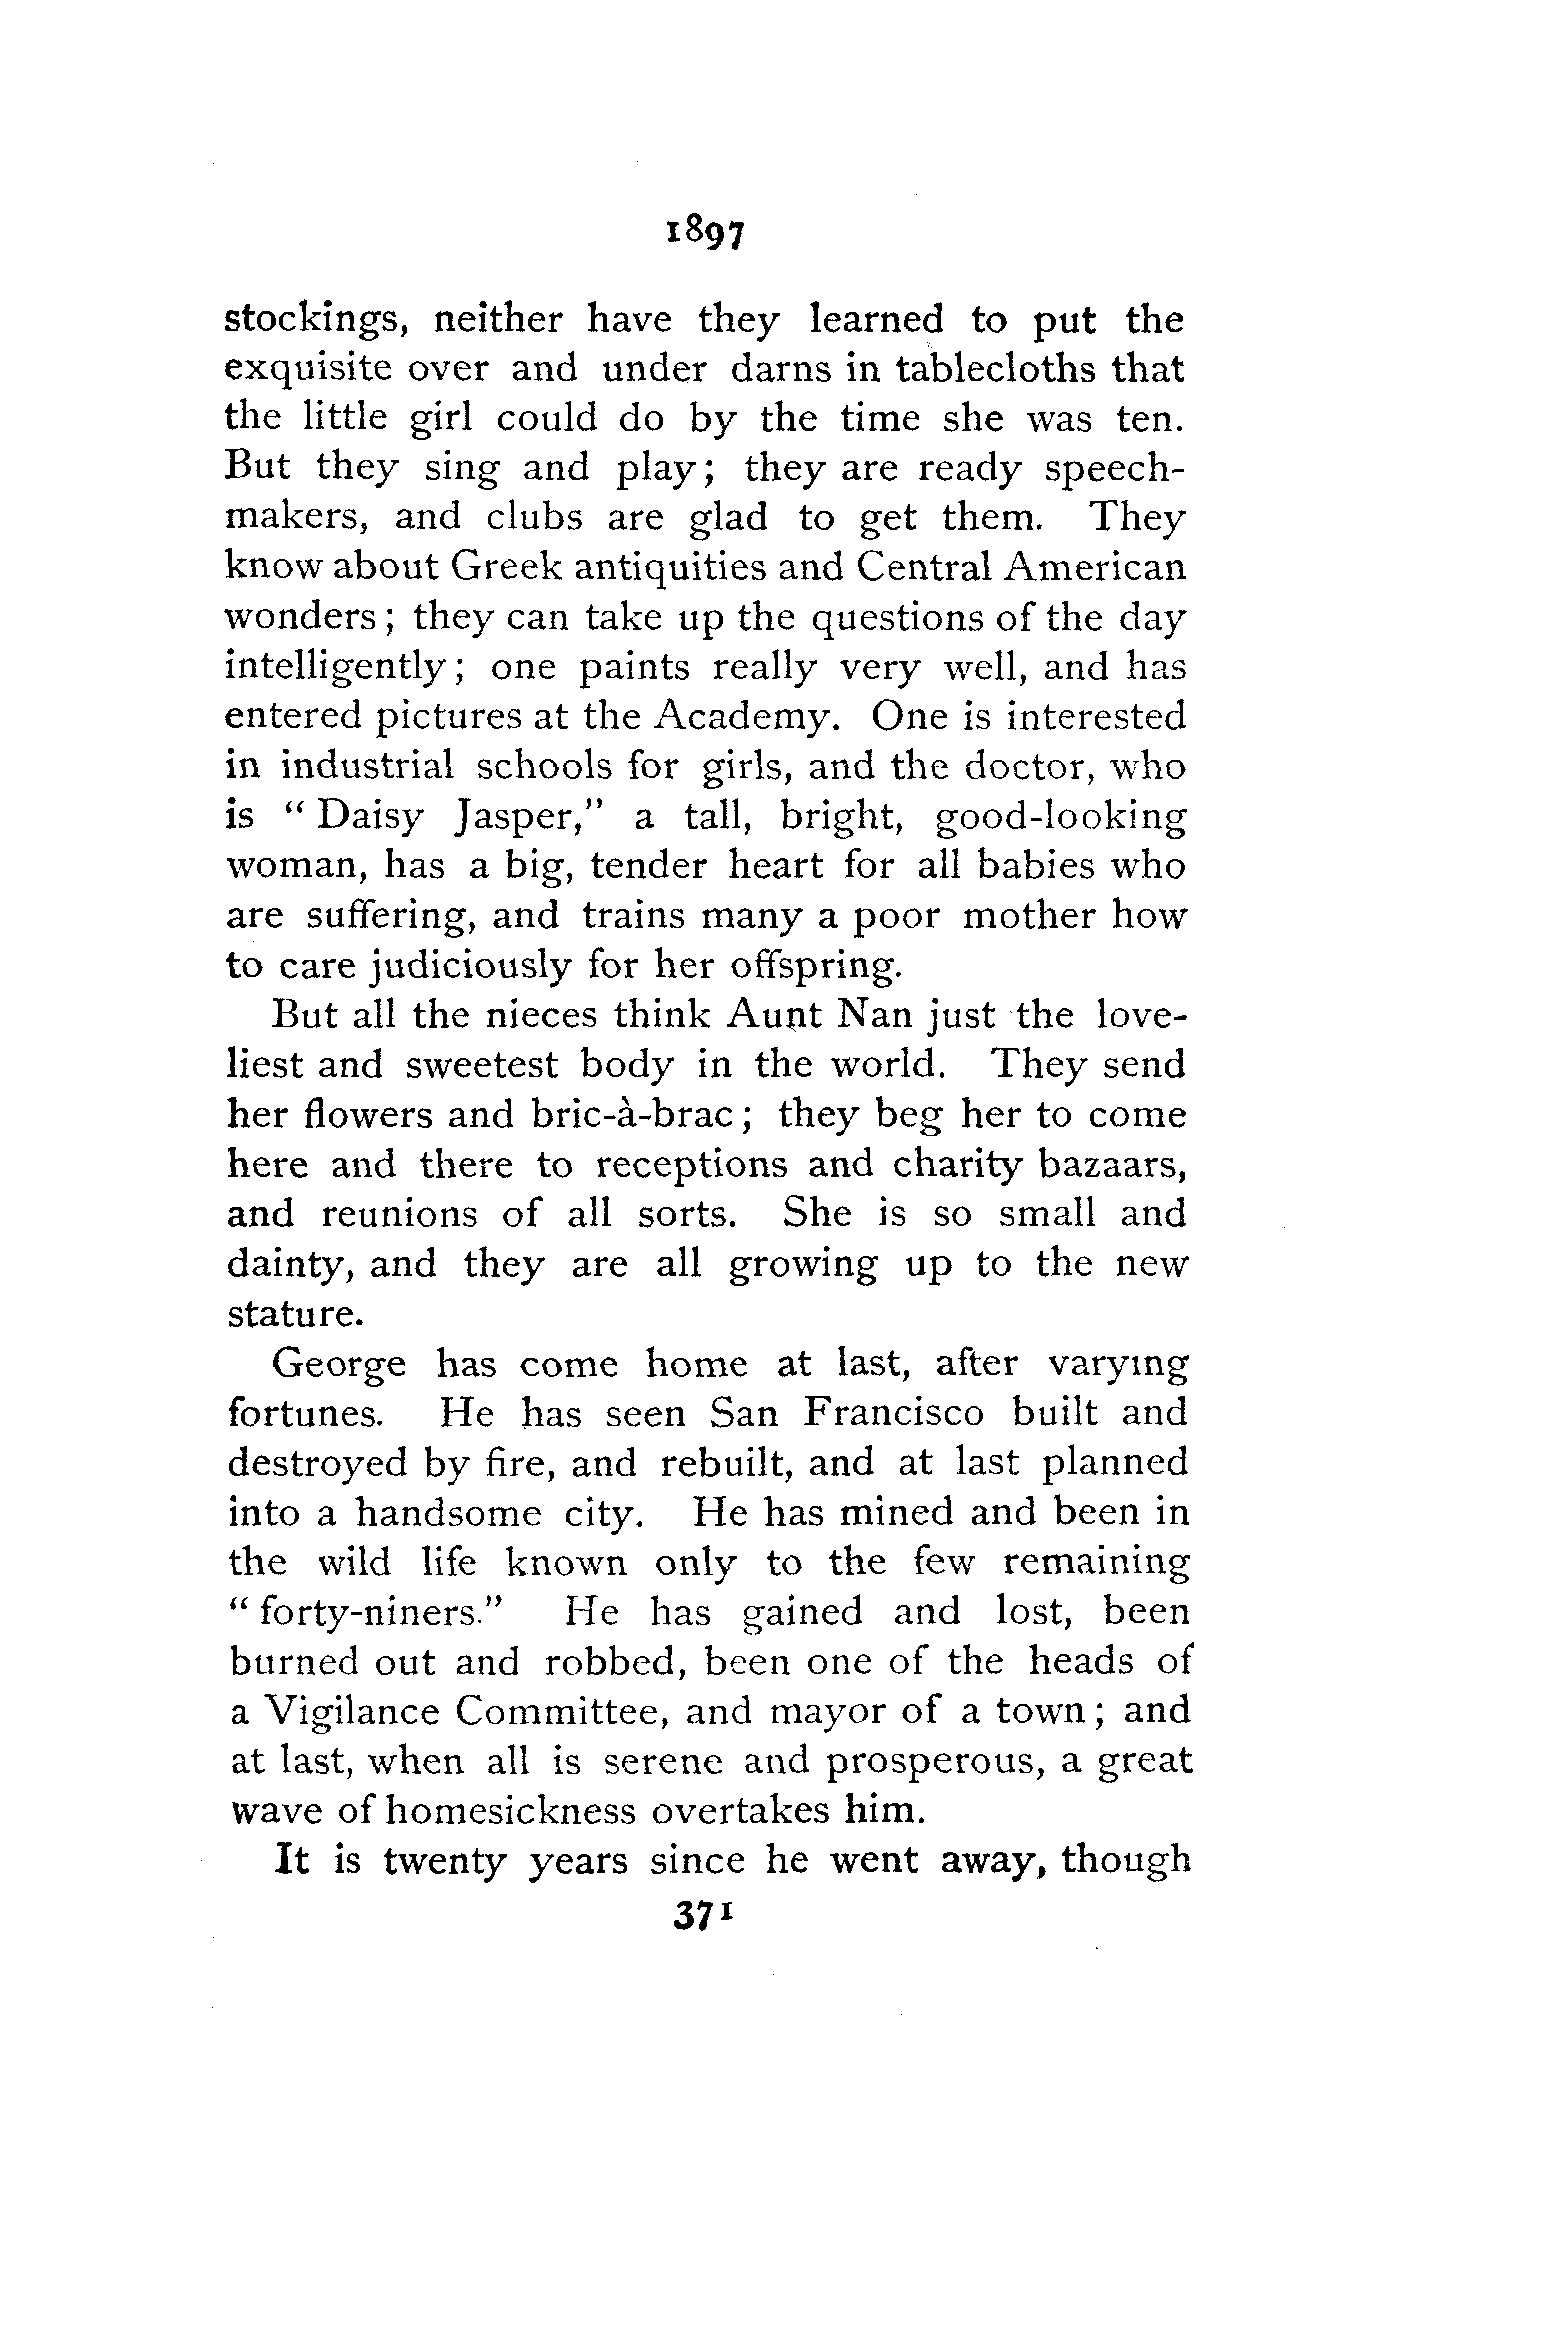 1897
stockings, neither have they learned to put the
exquisite over and under darns in tablecloths that
the little girl could do by the time she was ten.
But they sing and play; they are ready speech-
makers, and clubs are glad to get them. They
know about Greek antiquities and Central American
wonders; they can take up the questions of the day
intelligently; one paints really very well, and has
entered pictures at the Academy. One is interested
in industrial schools for girls, and the doctor, who
is “Daisy Jasper,” a tall, bright, good-looking
woman, has a big, tender heart for all babies who
are suffering, and trains many a poor mother how
to care judiciously for her offspring.
But all the nieces think Aunt Nan just the love-
liest and sweetest body in the world. They send
her flowers and bric-à-brac; they beg her to come
here and there to receptions and charity bazaars,
and reunions of all sorts. She is so small and
dainty, and they are all growing up to the new
stature.
George has come home at last, after varying
fortunes. He has seen San Francisco built and
destroyed by fire, and rebuilt, and at last planned
into a handsome city. He has mined and been in
the wild life known only to the few remaining
“forty-niners.” He has gained and lost, been
burned out and robbed, been one of the heads of
a Vigilance Committee, and mayor of a town; and
at last, when all is serene and prosperous, a great
wave of homesickness overtakes him.
It is twenty years since he went away, though
371